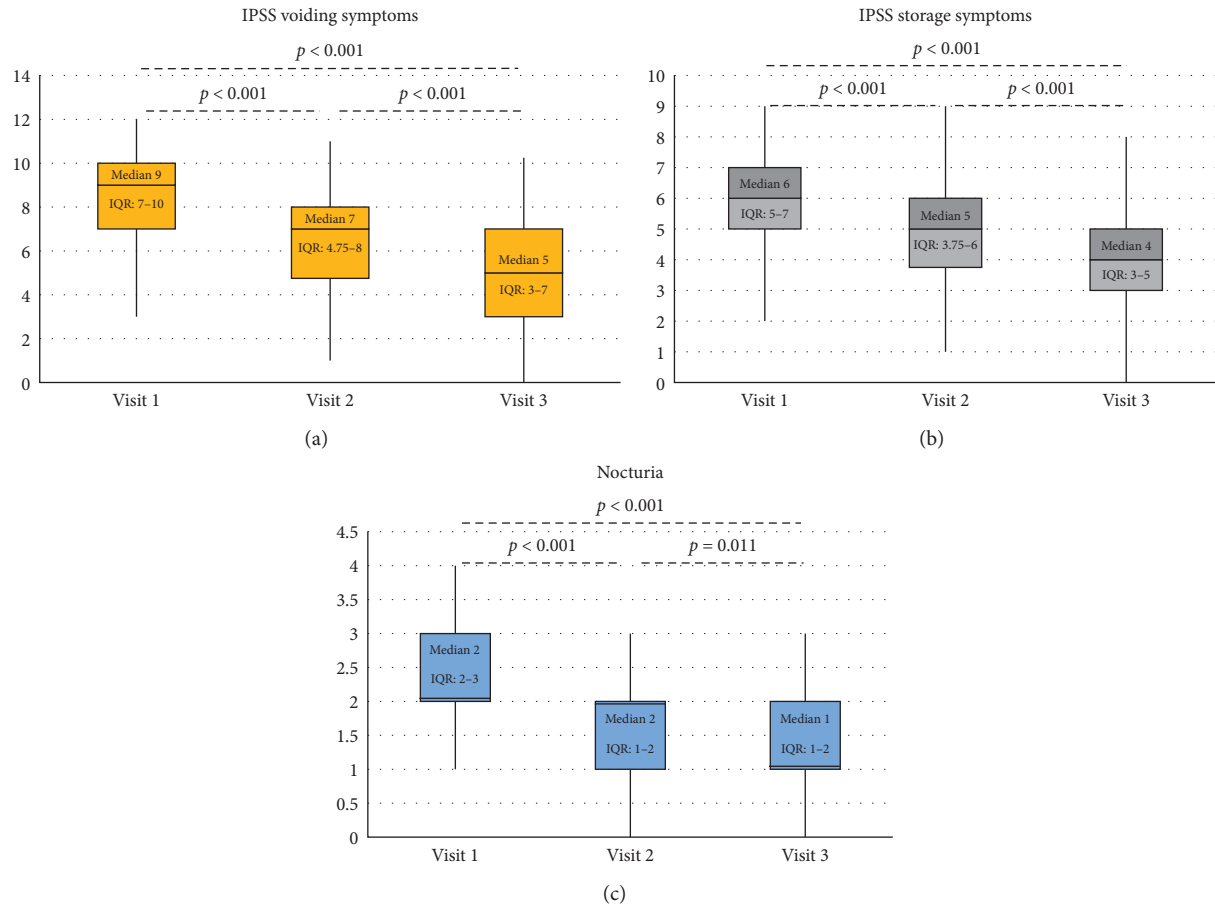 IPSS voiding symptoms
p < 0.001
p < 0.001
p < 0.001
14
12
10
8
6
4
2
0
Median 9
IQR: 7–10
Median 7
IQR: 4.75–8
Median 5
IQR: 3–7
Visit 1
Visit 2
Visit 3
(a)
IPSS storage symptoms
p < 0.001
p < 0.001
p < 0.001
10
9
8
7
6
5
4
3
2
1
0
Median 6
IQR: 5–7
Median 5
IQR: 3.75–6
Median 4
IQR: 3–5
Visit 1
Visit 2
Visit 3
(b)
Nocturia
p < 0.001
p < 0.001
p = 0.011
4.5
4
3.5
3
2.5
2
1.5
1
0.5
0
Median 2
IQR: 2–3
Median 2
IQR: 1–2
Median 1
IQR: 1–2
Visit 1
Visit 2
Visit 3
(c)